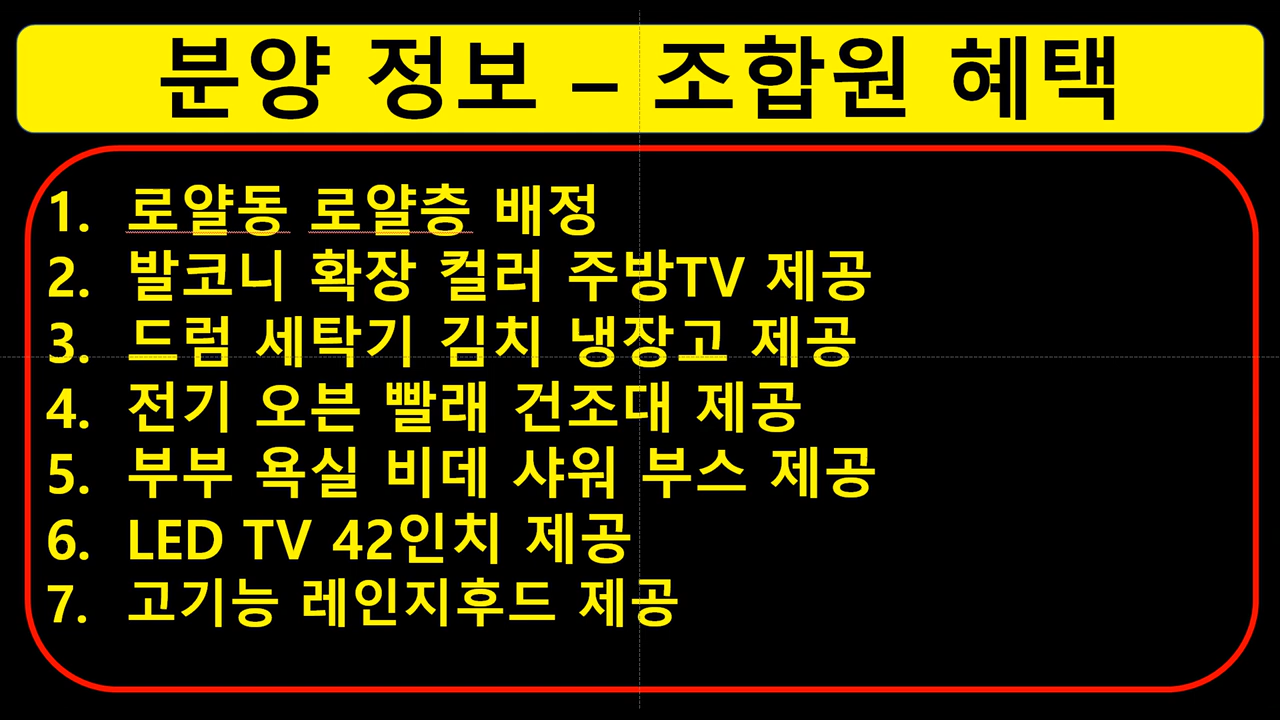 분양 정보 – 조합원 혜택
1. 로얄동 로얄층 배정
2. 발코니 확장 컬러 주방TV 제공
3. 드럼 세탁기 김치 냉장고 제공
4. 전기 오븐 빨래 건조대 제공
5. 부부 욕실 비데 샤워 부스 제공
6. LED TV 42인치 제공
7. 고기능 레인지후드 제공